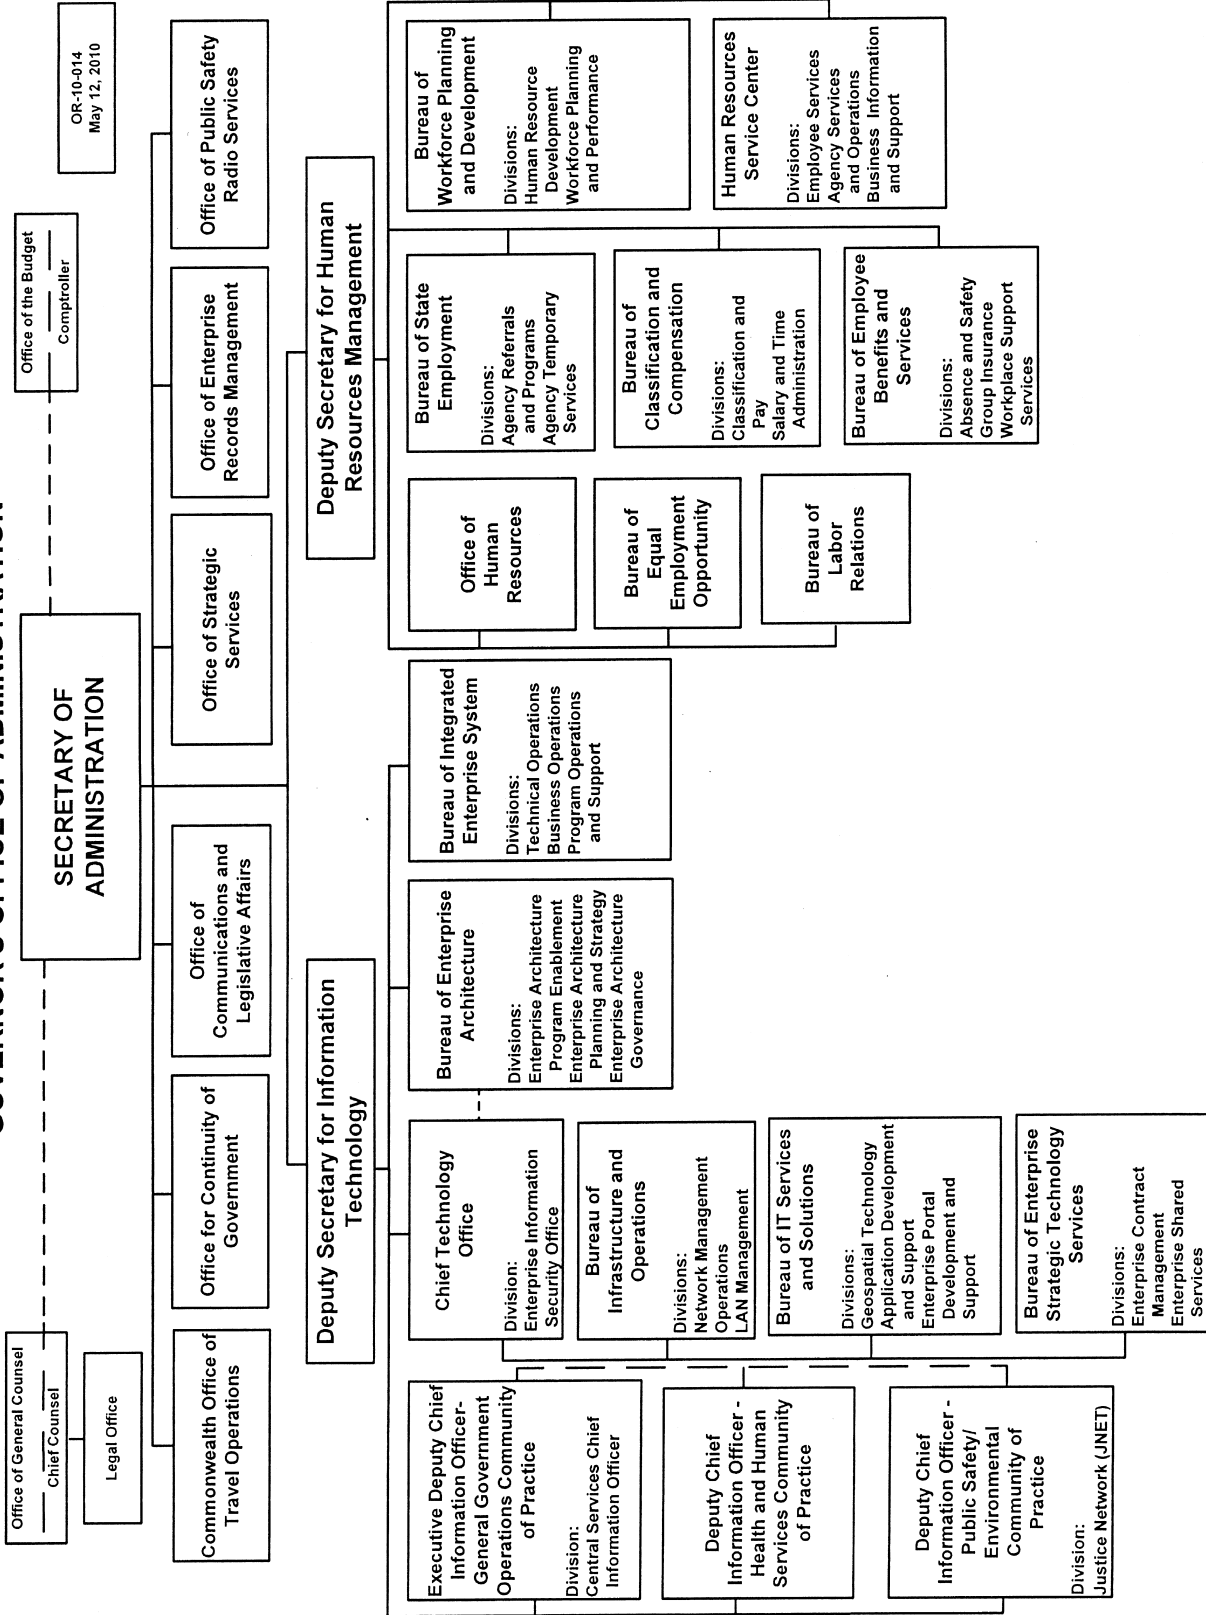 GOVERNOR'S OFFICE OF ADMINISTRATION
OR-10-014
May 12, 2010
Office of General Counsel
Chief Counsel
Legal Office
SECRETARY OF
ADMINISTRATION
Office of the Budget
Comptroller
Commonwealth Office of
Travel Operations
Office for Continuity of
Government
Office of
Communications and
Legislative Affairs
Office of Strategic
Services
Office of Enterprise
Records Management
Office of Public Safety
Radio Services
Deputy Secretary for Information
Technology
Deputy Secretary for Human
Resources Management
Executive Deputy Chief
Information Officer-
General Government
Operations Community
of Practice
Division:
Central Services Chief
Information Officer
Deputy Chief
Information Officer -
Health and Human
Services Community
of Practice
Deputy Chief
Information Officer -
Public Safety/
Environmental
Community of
Practice
Division:
Justice Network (JNET)
Chief Technology
Office
Division:
Enterprise Information
Security Office
Bureau of
Infrastructure and
Operations
Divisions:
Network Management
Operations
LAN Management
Bureau of IT Services
and Solutions
Divisions:
Geospatial Technology
Application Development
and Support
Enterprise Portal
Development and
Support
Bureau of Enterprise
Strategic Technology
Services
Divisions:
Enterprise Contract
Management
Enterprise Shared
Services
Bureau of Enterprise
Architecture
Divisions:
Enterprise Architecture
Program Enablement
Enterprise Architecture
Planning and Strategy
Enterprise Architecture
Governance
Bureau of Integrated
Enterprise System
Divisions:
Technical Operations
Business Operations
Program Operations
and Support
Office of
Human
Resources
Bureau of
Equal
Employment
Opportunity
Bureau of
Labor
Relations
Bureau of State
Employment
Divisions:
Agency Referrals
and Programs
Agency Temporary
Services
Bureau of
Classification and
Compensation
Divisions:
Classification and
Pay
Salary and Time
Administration
Bureau of Employee
Benefits and
Services
Divisions:
Absence and Safety
Group Insurance
Workplace Support
Services
Bureau of
Workforce Planning
and Development
Divisions:
Human Resource
Development
Workforce Planning
and Performance
Human Resources
Service Center
Divisions:
Employee Services
Agency Services
and Operations
Business Information
and Support